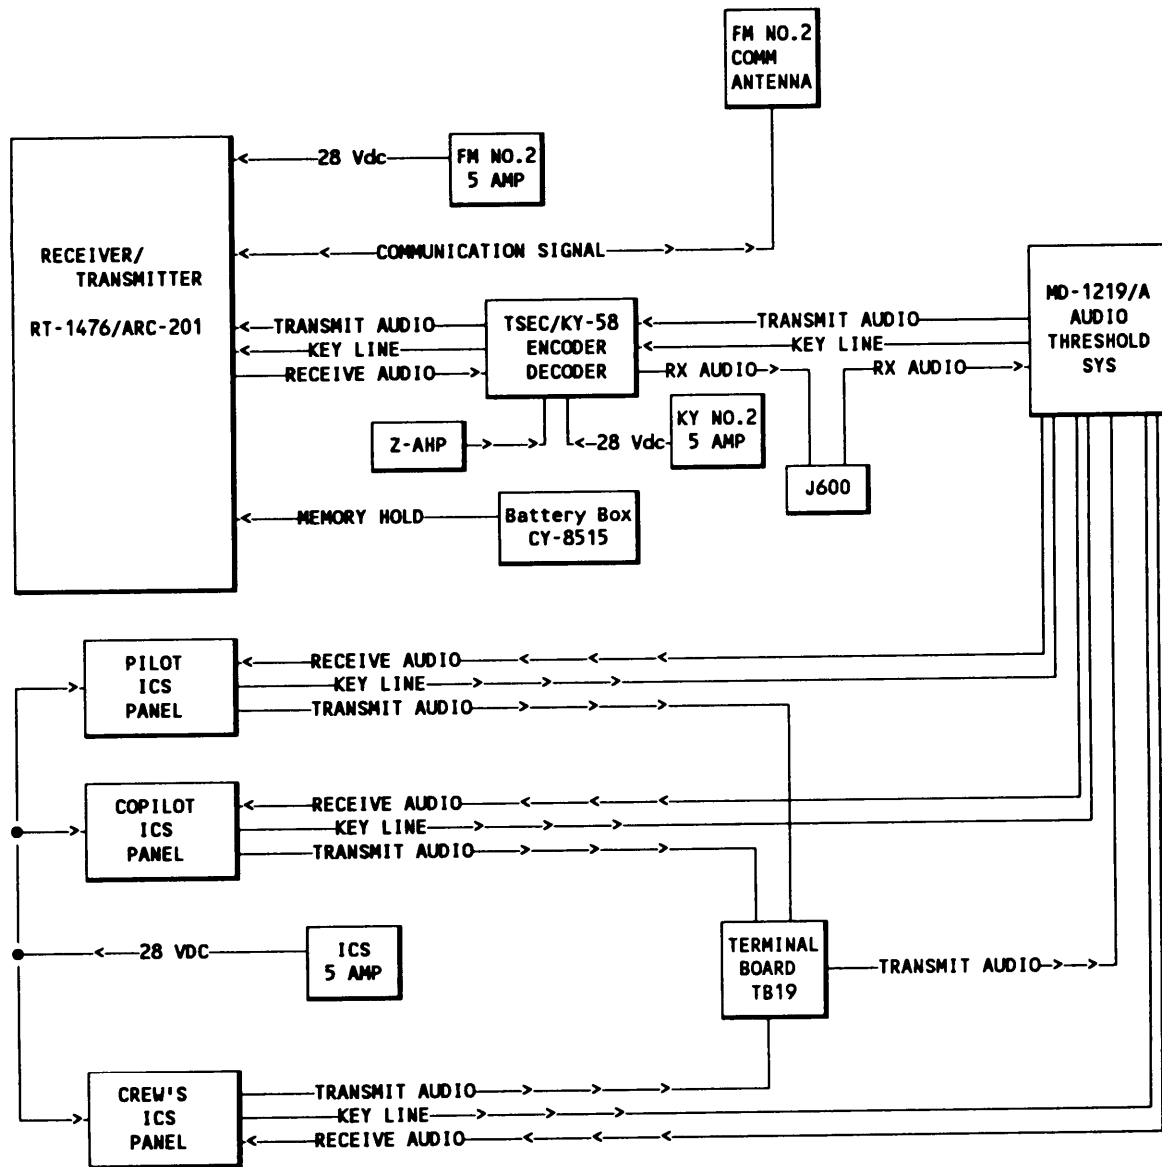 FM NO.2
COMM
ANTENNA
28 Vdc
FM NO.2
5 AMP
RECEIVER/
TRANSMITTER
RT-1476/ARC-201
COMMUNICATION SIGNAL
MD-1219/A
AUDIO
THRESHOLD
SYS
TRANSMIT AUDIO
KEY LINE
RECEIVE AUDIO
TSEC/KY-58
ENCODER
DECODER
TRANSMIT AUDIO
KEY LINE
RX AUDIO
RX AUDIO
Z-AHP
28 Vdc
KY NO.2
5 AMP
J600
MEMORY HOLD
Battery Box
CY-8515
PILOT
ICS
PANEL
RECEIVE AUDIO
KEY LINE
TRANSMIT AUDIO
COPILOT
ICS
PANEL
RECEIVE AUDIO
KEY LINE
TRANSMIT AUDIO
28 VDC
ICS
5 AMP
TERMINAL
BOARD
TB19
TRANSMIT AUDIO
CREW'S
ICS
PANEL
TRANSMIT AUDIO
KEY LINE
RECEIVE AUDIO